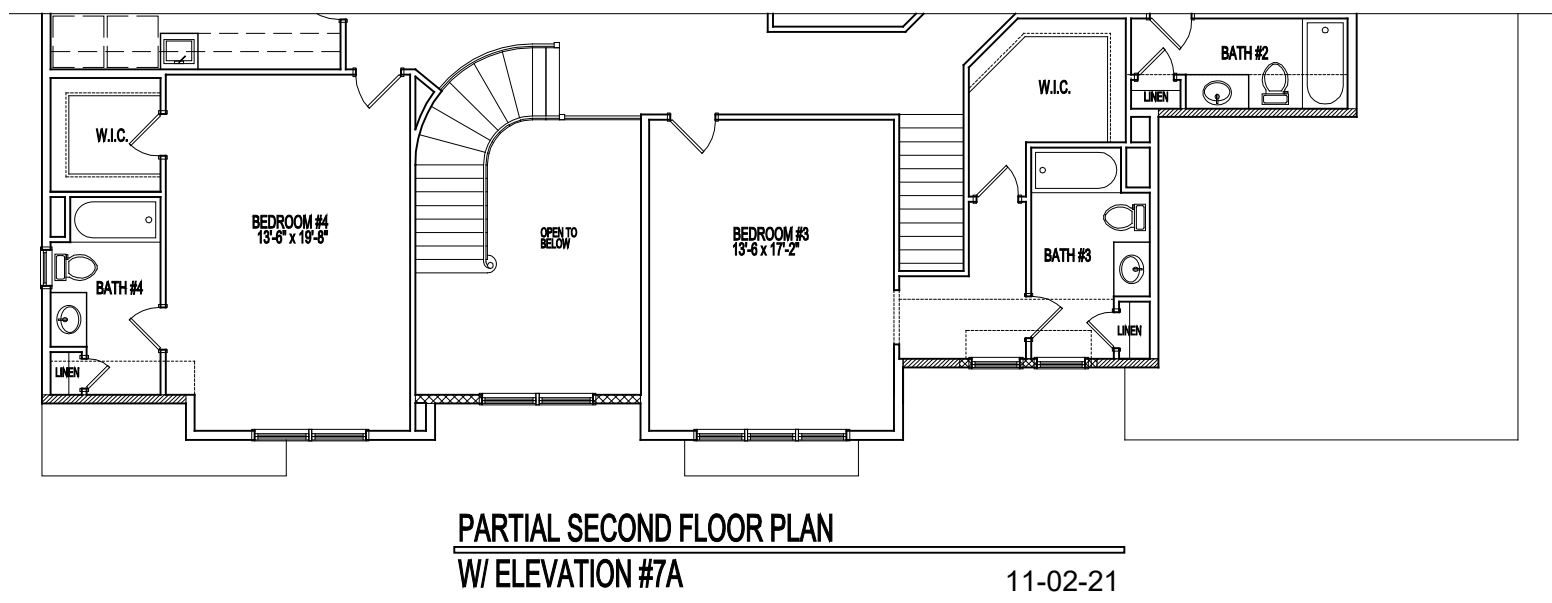 BATH #2
LINEN
W.I.C.
W.I.C.
BEDROOM #4
13'-6" x 19'-8"
OPEN TO
BELOW
BEDROOM #3
13'-6 x 17'-2"
BATH #3
LINEN
BATH #4
LINEN
PARTIAL SECOND FLOOR PLAN
W/ ELEVATION #7A
11-02-21